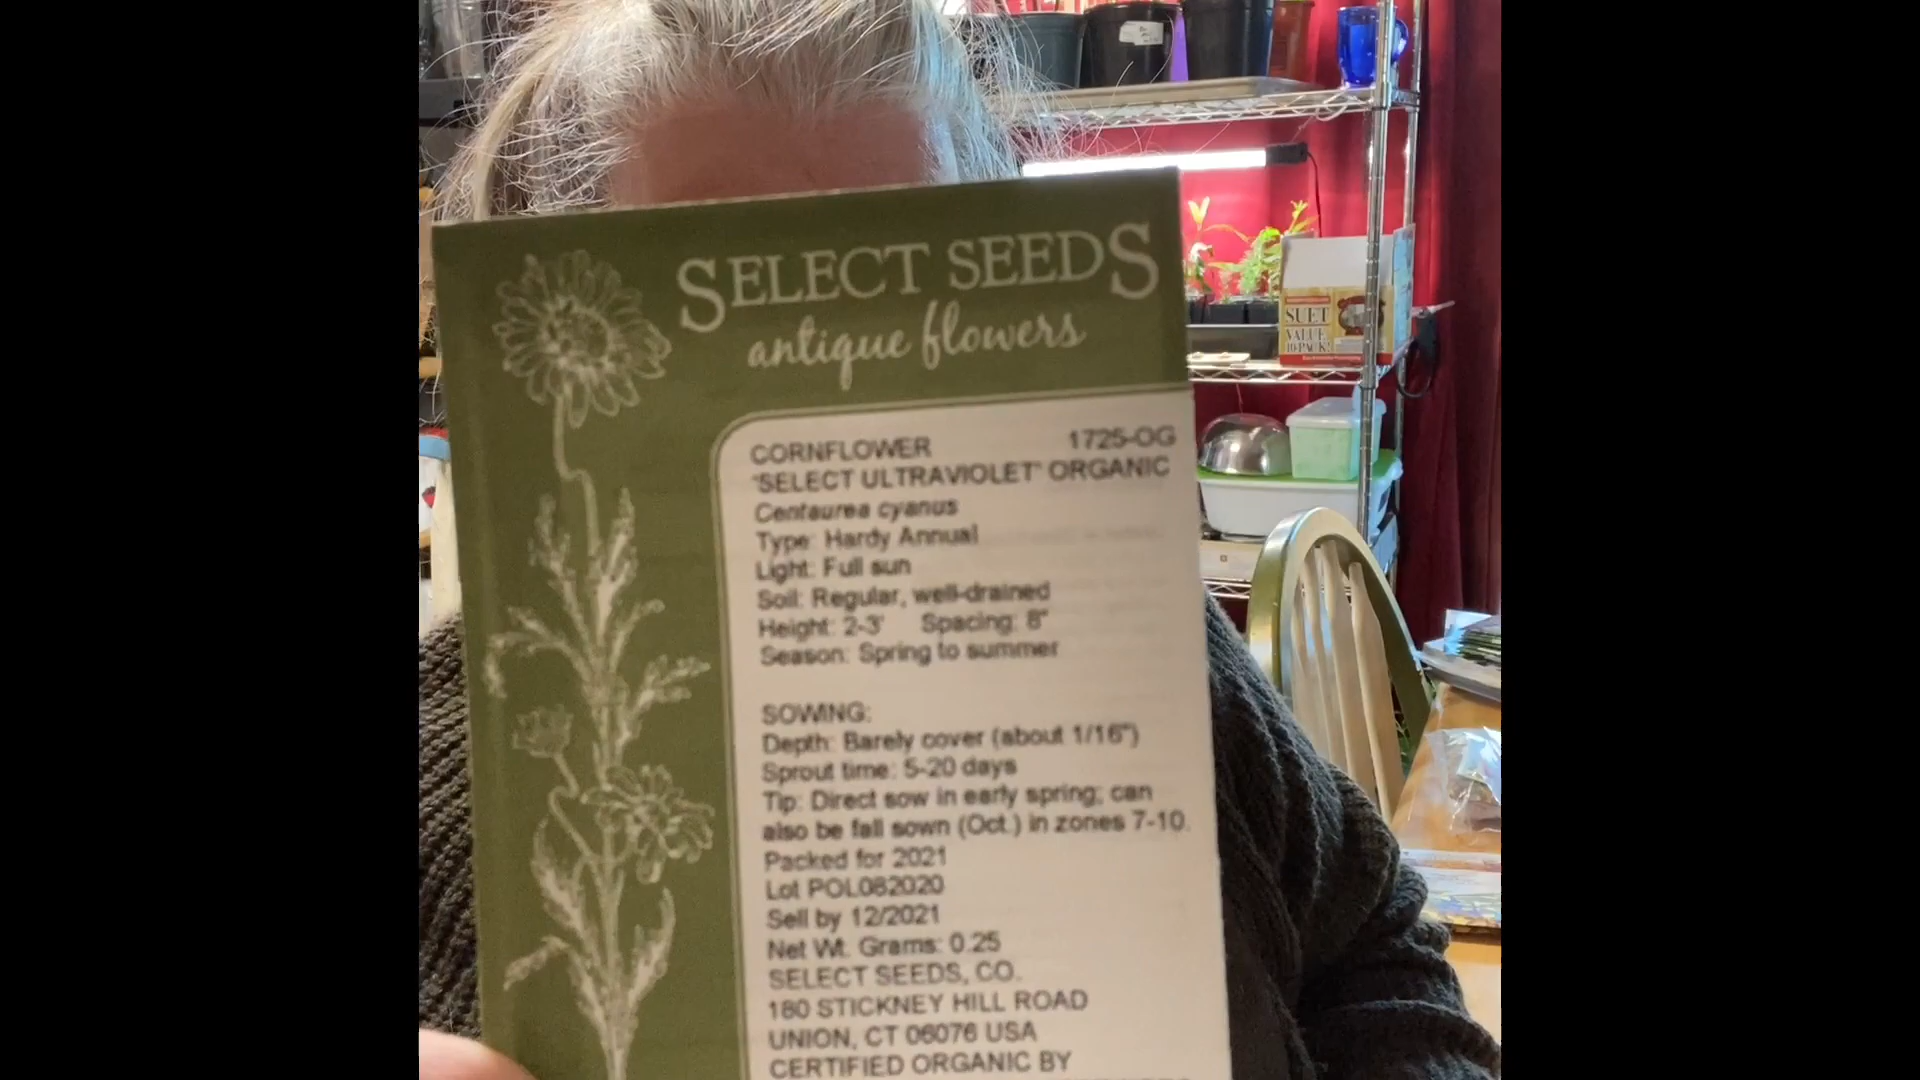 SELECT SEEDS
antique flowers
CORNFLOWER 1725-OG
'SELECT ULTRAVIOLET' ORGANIC
Centaurea cyanus
Type: Hardy Annual
Light: Full sun
Soil: Regular, well-drained
Height: 2-3' Spacing: 8"
Season: Spring to summer
SOWING:
Depth: Barely cover (about 1/16")
Sprout time: 5-20 days
Tip: Direct sow in early spring; can
also be fall sown (Oct.) in zones 7-10.
Packed for 2021
Lot POL082020
Sell by 12/2021
Net Wt. Grams: 0.25
SELECT SEEDS, CO.
180 STICKNEY HILL ROAD
UNION, CT 06076 USA
CERTIFIED ORGANIC BY
SUET
VALUE
10-PACK!